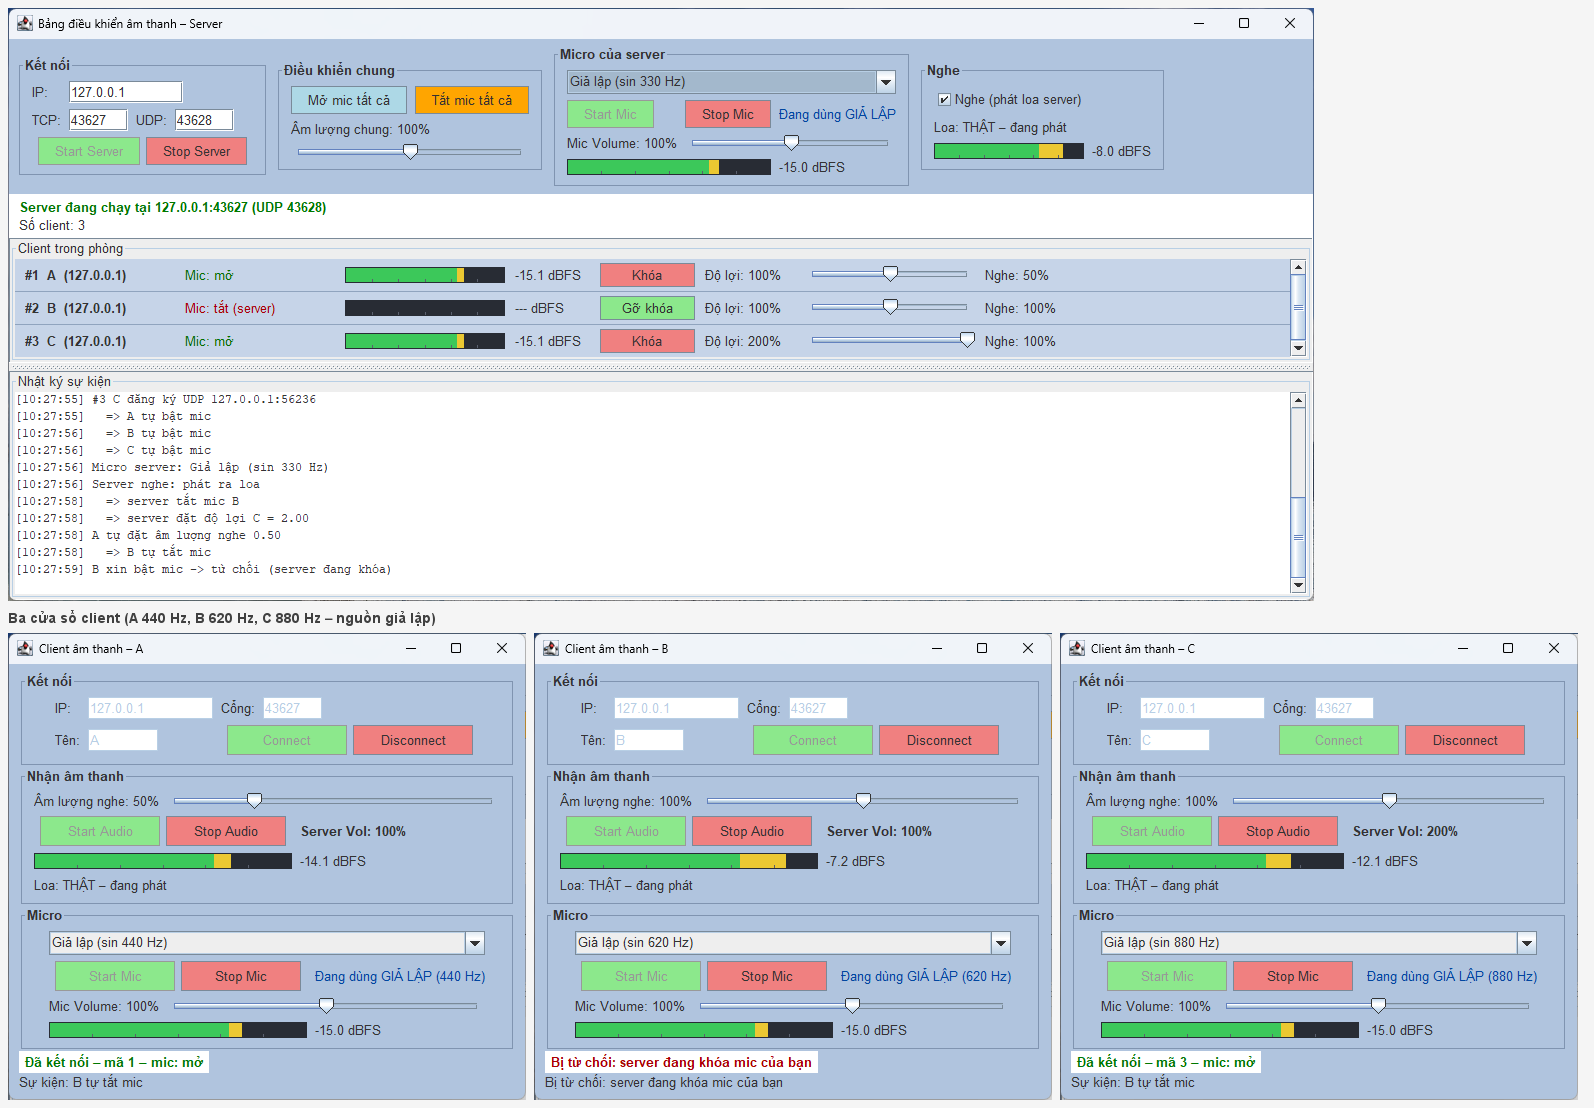 Bảng điều khiển âm thanh – Server
Kết nối
IP: 127.0.0.1
TCP: 43627 UDP: 43628
Start Server Stop Server
Điều khiển chung
Mở mic tất cả Tắt mic tất cả
Âm lượng chung: 100%
Micro của server
Giả lập (sin 330 Hz)
Start Mic Stop Mic Đang dùng GIẢ LẬP
Mic Volume: 100%
-15.0 dBFS
Nghe
Nghe (phát loa server)
Loa: THẬT – đang phát
-8.0 dBFS
Server đang chạy tại 127.0.0.1:43627 (UDP 43628)
Số client: 3
Client trong phòng
#1 A (127.0.0.1) Mic: mở -15.1 dBFS Khóa Độ lợi: 100% Nghe: 50%
#2 B (127.0.0.1) Mic: tắt (server) --- dBFS Gỡ khóa Độ lợi: 100% Nghe: 100%
#3 C (127.0.0.1) Mic: mở -15.1 dBFS Khóa Độ lợi: 200% Nghe: 100%
Nhật ký sự kiện
[10:27:55] #3 C đăng ký UDP 127.0.0.1:56236
[10:27:55] => A tự bật mic
[10:27:56] => B tự bật mic
[10:27:56] => C tự bật mic
[10:27:56] Micro server: Giả lập (sin 330 Hz)
[10:27:56] Server nghe: phát ra loa
[10:27:58] => server tắt mic B
[10:27:58] => server đặt độ lợi C = 2.00
[10:27:58] A tự đặt âm lượng nghe 0.50
[10:27:58] => B tự tắt mic
[10:27:59] B xin bật mic -> từ chối (server đang khóa)
Ba cửa sổ client (A 440 Hz, B 620 Hz, C 880 Hz – nguồn giả lập)
Client âm thanh – A
Kết nối
IP: 127.0.0.1 Cổng: 43627
Tên: A Connect Disconnect
Nhận âm thanh
Âm lượng nghe: 50%
Start Audio Stop Audio Server Vol: 100%
-14.1 dBFS
Loa: THẬT – đang phát
Micro
Giả lập (sin 440 Hz)
Start Mic Stop Mic Đang dùng GIẢ LẬP (440 Hz)
Mic Volume: 100%
-15.0 dBFS
Đã kết nối – mã 1 – mic: mở
Sự kiện: B tự tắt mic
Client âm thanh – B
Kết nối
IP: 127.0.0.1 Cổng: 43627
Tên: B Connect Disconnect
Nhận âm thanh
Âm lượng nghe: 100%
Start Audio Stop Audio Server Vol: 100%
-7.2 dBFS
Loa: THẬT – đang phát
Micro
Giả lập (sin 620 Hz)
Start Mic Stop Mic Đang dùng GIẢ LẬP (620 Hz)
Mic Volume: 100%
-15.0 dBFS
Bị từ chối: server đang khóa mic của bạn
Bị từ chối: server đang khóa mic của bạn
Client âm thanh – C
Kết nối
IP: 127.0.0.1 Cổng: 43627
Tên: C Connect Disconnect
Nhận âm thanh
Âm lượng nghe: 100%
Start Audio Stop Audio Server Vol: 200%
-12.1 dBFS
Loa: THẬT – đang phát
Micro
Giả lập (sin 880 Hz)
Start Mic Stop Mic Đang dùng GIẢ LẬP (880 Hz)
Mic Volume: 100%
-15.0 dBFS
Đã kết nối – mã 3 – mic: mở
Sự kiện: B tự tắt mic